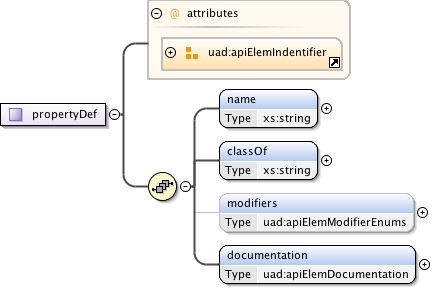 @ attributes
uad:apiElemIndentifier
propertyDef
name
Type xs:string
classOf
Type xs:string
modifiers
Type uad:apiElemModifierEnums
documentation
Type uad:apiElemDocumentation